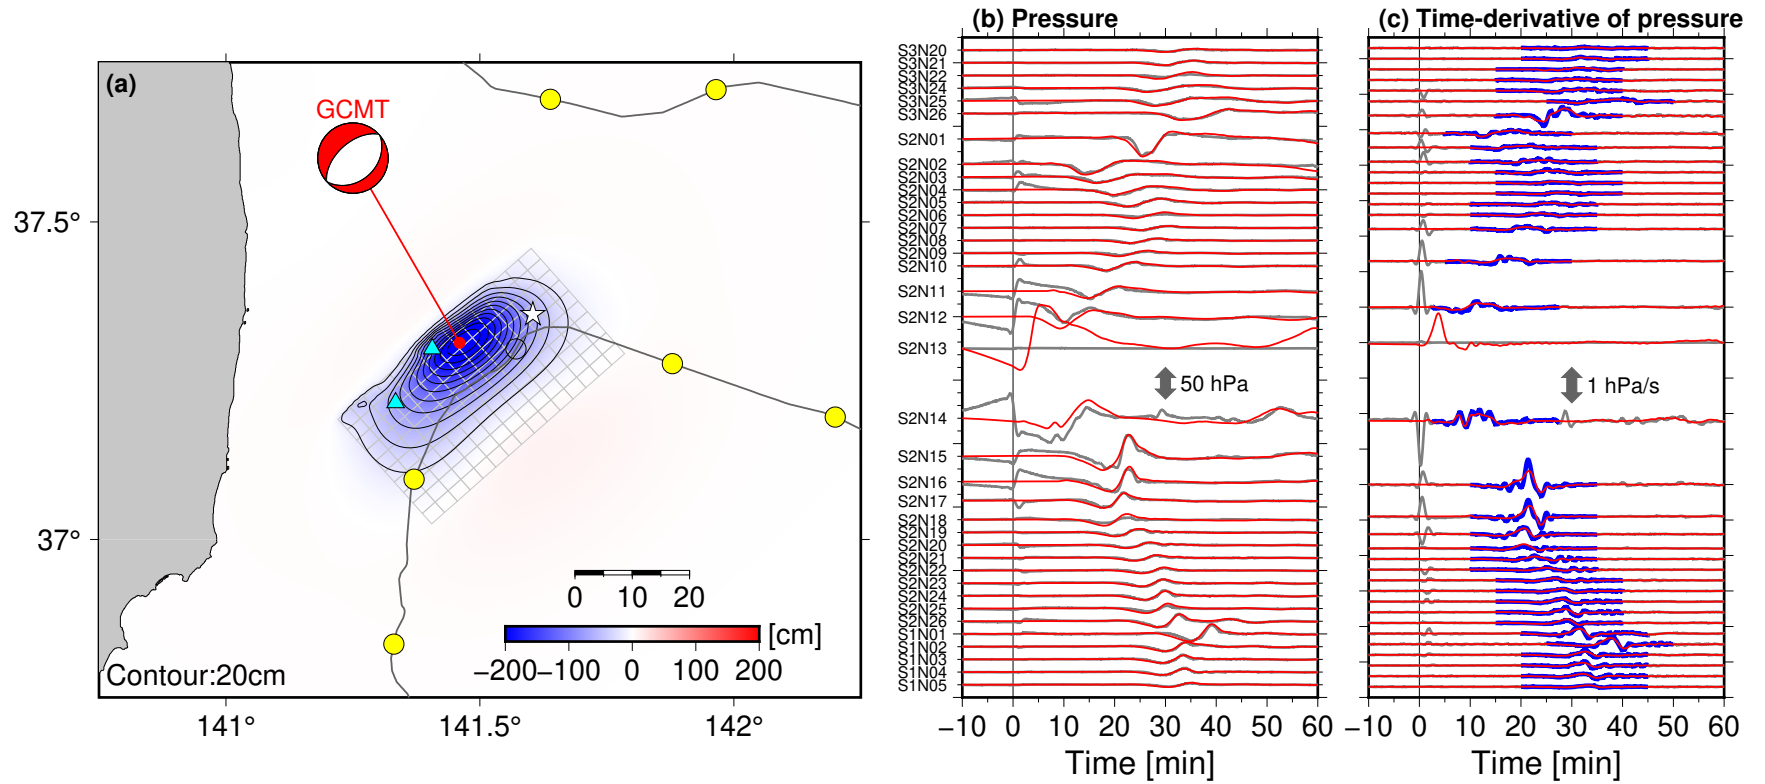 (a)
GCMT
37.5°
37°
0 10 20
[cm]
−200 −100 0 100 200
Contour:20cm
141° 141.5° 142°
(b) Pressure
S3N20
S3N21
S3N22
S3N24
S3N25
S3N26
S2N01
S2N02
S2N03
S2N04
S2N05
S2N06
S2N07
S2N08
S2N09
S2N10
S2N11
S2N12
S2N13
50 hPa
S2N14
S2N15
S2N16
S2N17
S2N18
S2N19
S2N20
S2N21
S2N22
S2N23
S2N24
S2N25
S2N26
S1N01
S1N02
S1N03
S1N04
S1N05
−10 0 10 20 30 40 50 60
Time [min]
(c) Time-derivative of pressure
1 hPa/s
−10 0 10 20 30 40 50 60
Time [min]